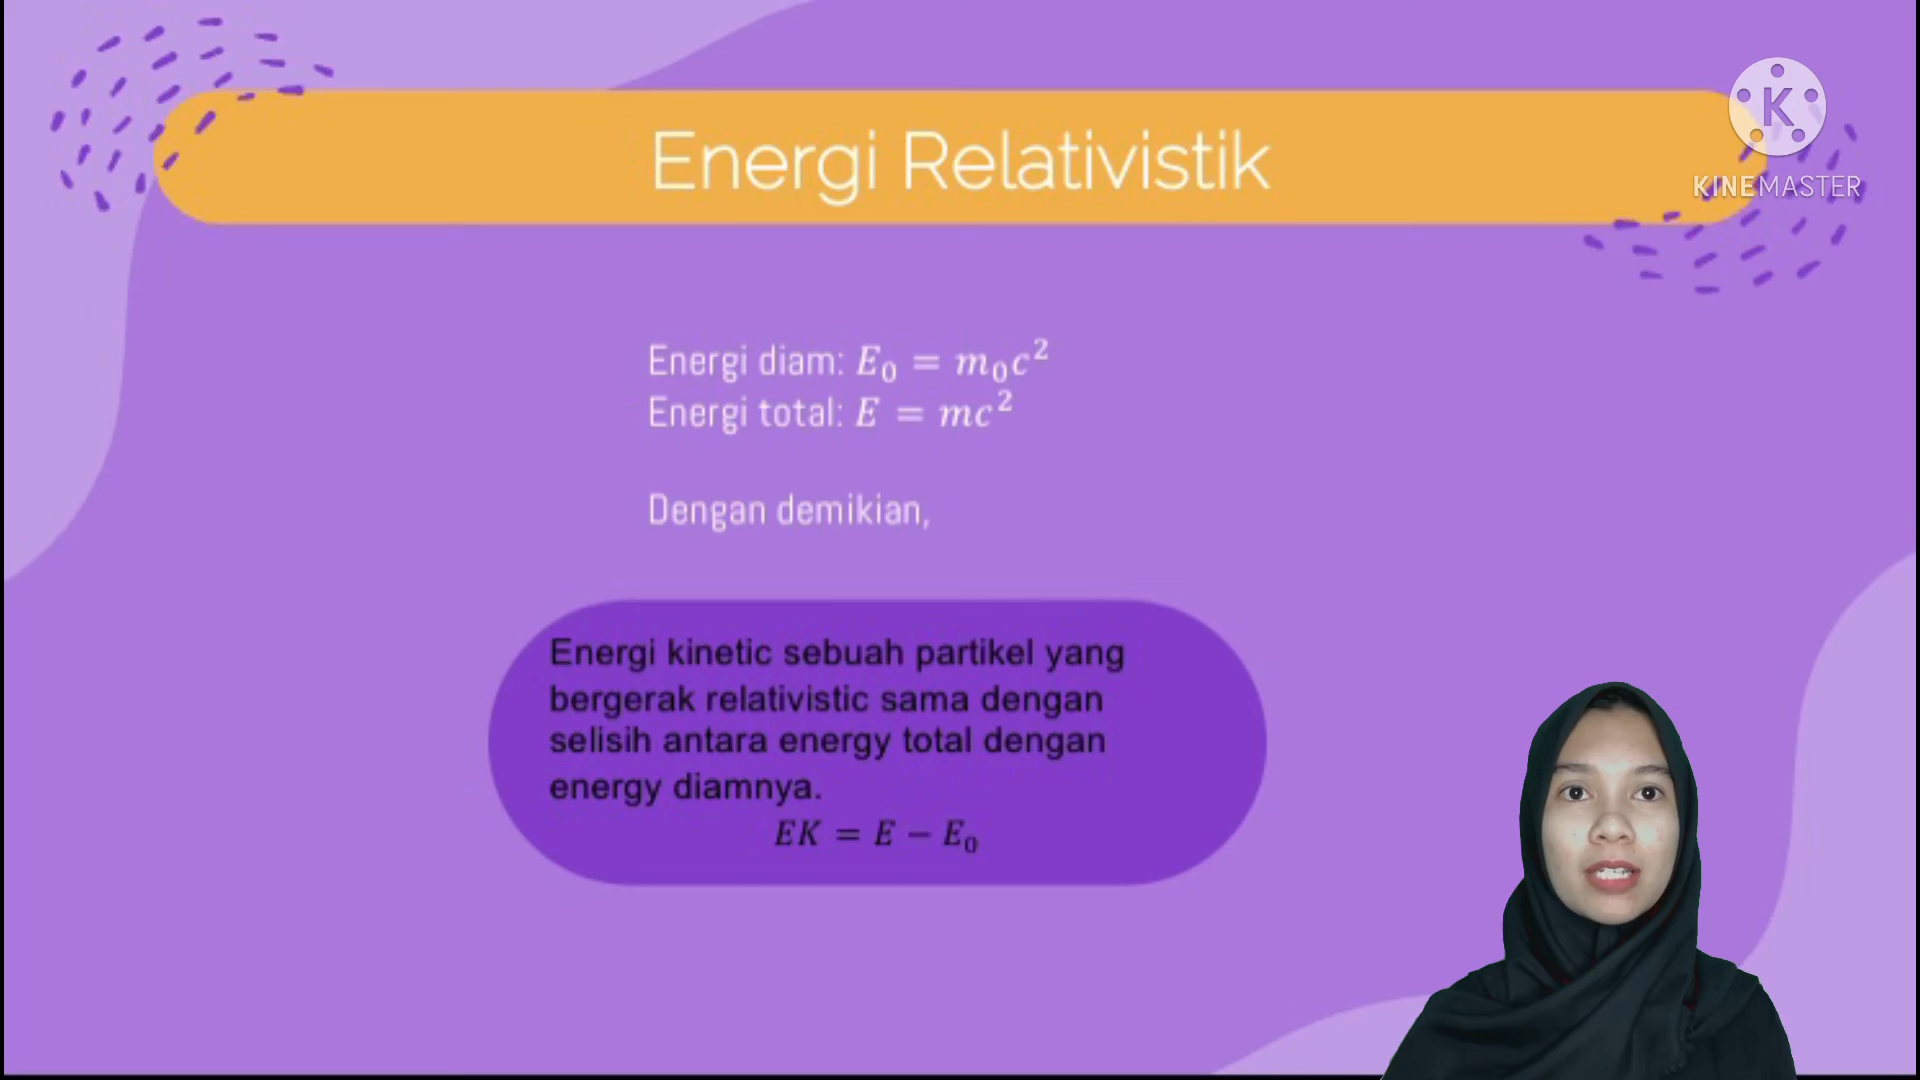 Energi Relativistik
K
KINEMASTER
Energi diam: E₀ = m₀c²
Energi total: E = mc²
Dengan demikian,
Energi kinetic sebuah partikel yang
bergerak relativistic sama dengan
selisih antara energy total dengan
energy diamnya.
EK = E − E₀